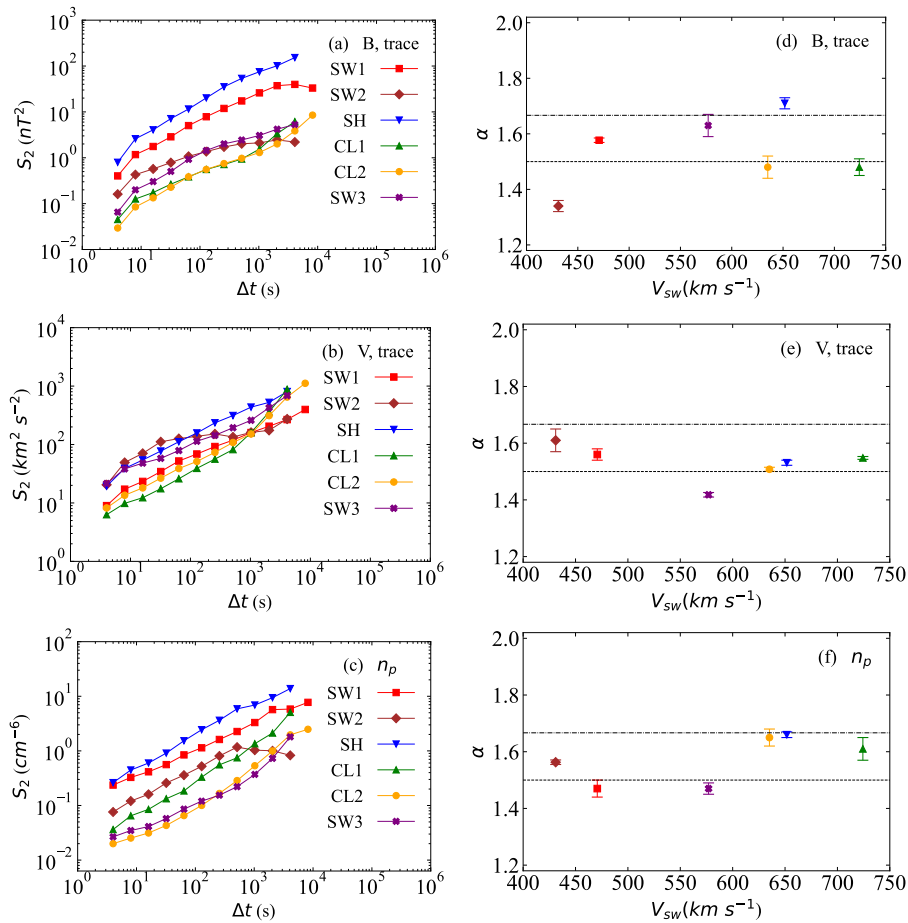 (a) B, trace
SW1
SW2
SH
CL1
CL2
SW3
10³
10²
10¹
10⁰
10⁻¹
10⁻²
S₂ (nT²)
10⁰ 10¹ 10² 10³ 10⁴ 10⁵ 10⁶
Δt (s)
(d) B, trace
2.0
1.8
1.6
1.4
1.2
α
400 450 500 550 600 650 700 750
V_sw(km s⁻¹)
(b) V, trace
SW1
SW2
SH
CL1
CL2
SW3
10⁴
10³
10²
10¹
10⁰
S₂ (km² s⁻²)
10⁰ 10¹ 10² 10³ 10⁴ 10⁵ 10⁶
Δt (s)
(e) V, trace
2.0
1.8
1.6
1.4
1.2
α
400 450 500 550 600 650 700 750
V_sw(km s⁻¹)
(c) n_p
SW1
SW2
SH
CL1
CL2
SW3
10²
10¹
10⁰
10⁻¹
10⁻²
S₂ (cm⁻⁶)
10⁰ 10¹ 10² 10³ 10⁴ 10⁵ 10⁶
Δt (s)
(f) n_p
2.0
1.8
1.6
1.4
1.2
α
400 450 500 550 600 650 700 750
V_sw(km s⁻¹)